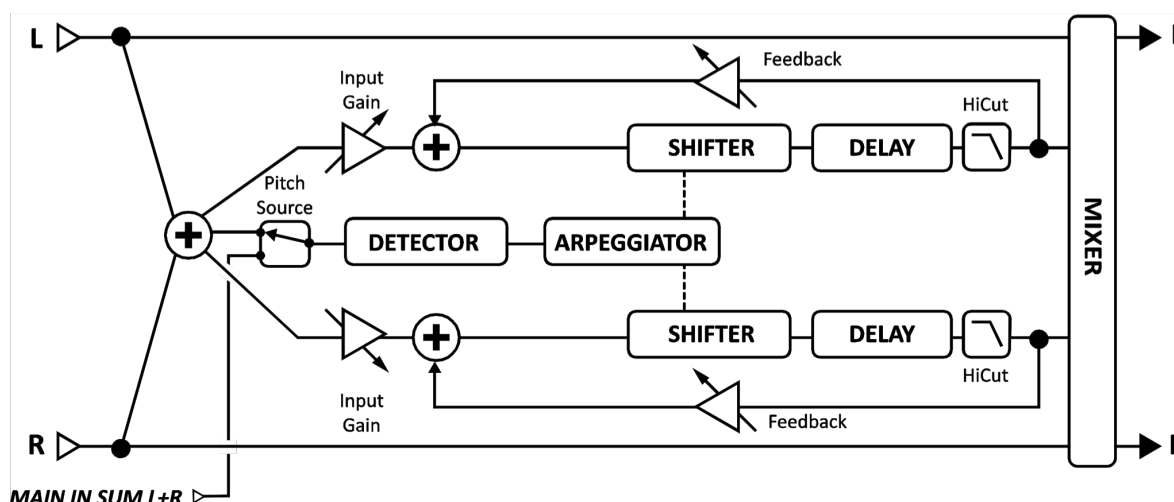 L
Feedback
Input
Gain
HiCut
SHIFTER
DELAY
Pitch
Source
DETECTOR
ARPEGGIATOR
MIXER
SHIFTER
DELAY
HiCut
Input
Gain
Feedback
R
MAIN IN SUM L+R